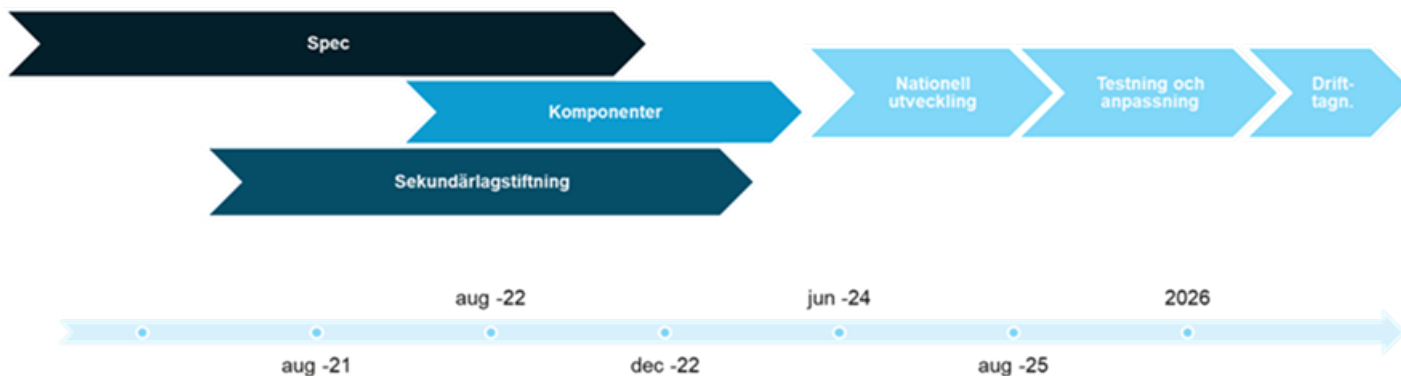 Spec
Nationell
utveckling
Testning och
anpassning
Drift-
tagn.
Komponenter
Sekundärlagstiftning
aug -22
jun -24
2026
aug -21
dec -22
aug -25